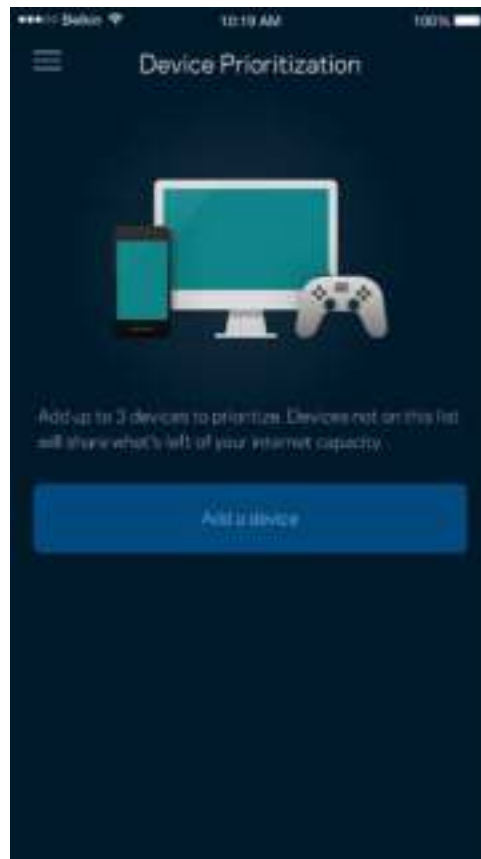 Belkin 10:19 AM 100%
Device Prioritization
Add up to 3 devices to prioritize. Devices not on this list
will share what's left of your internet capacity.
Add a device